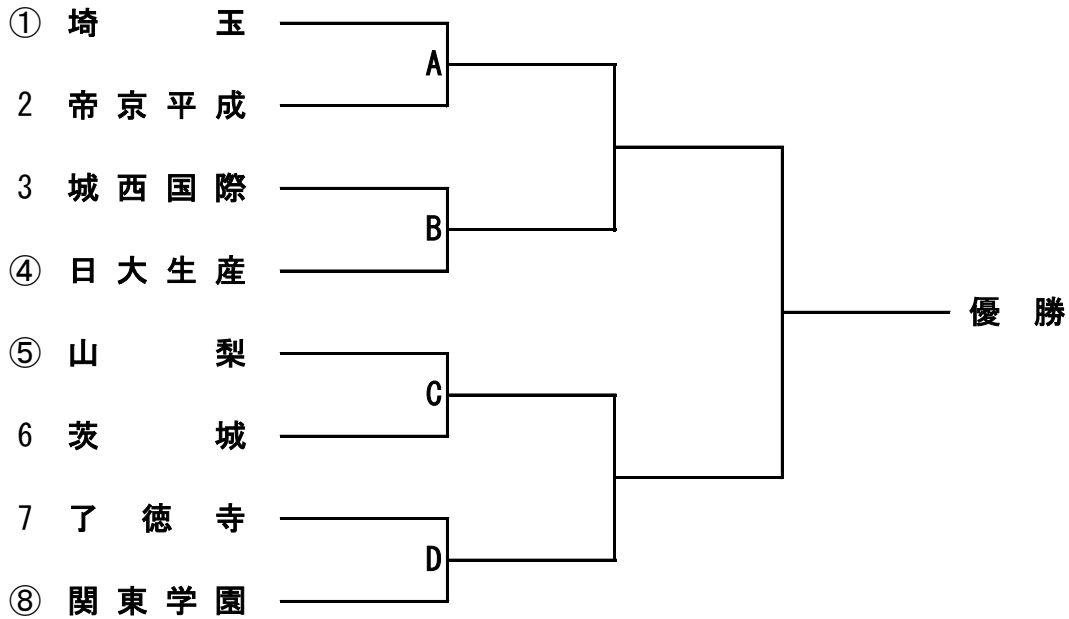 ① 埼玉
A
2 帝京平成
3 城西国際
B
④ 日大生産
優勝
⑤ 山梨
C
6 茨城
7 了徳寺
D
⑧ 関東学園